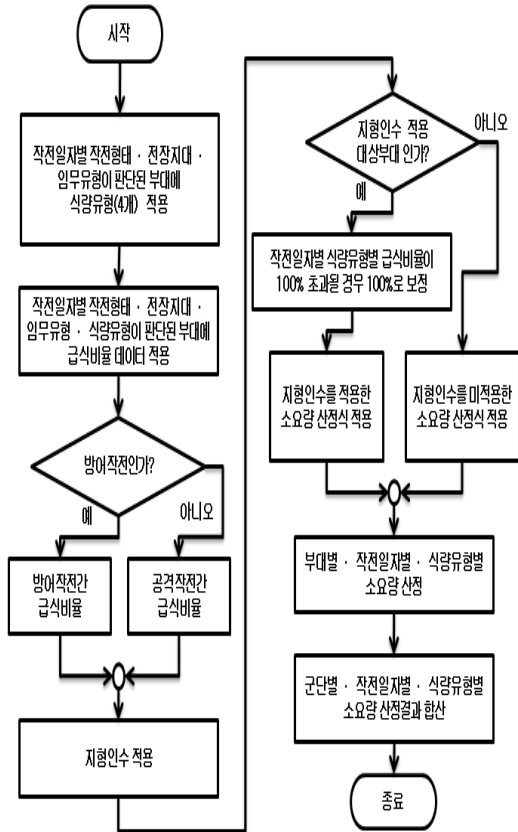 시작
작전일자별 작전형태 · 전장지대 ·
임무유형이 판단된 부대에
식량유형(4개) 적용
작전일자별 작전형태 · 전장지대 ·
임무유형 · 식량유형이 판단된 부대에
급식비율 데이터 적용
방어작전인가?
예
아니오
방어작전간
급식비율
공격작전간
급식비율
지형인수 적용
지형인수 적용
대상부대 인가?
아니오
예
작전일자별 식량유형별 급식비율이
100% 초과될 경우 100%로 보정
지형인수를 적용한
소요량 산정식 적용
지형인수를 미적용한
소요량 산정식 적용
부대별 · 작전일자별 · 식량유형별
소요량 산정
군단별 · 작전일자별 · 식량유형별
소요량 산정결과 합산
종료